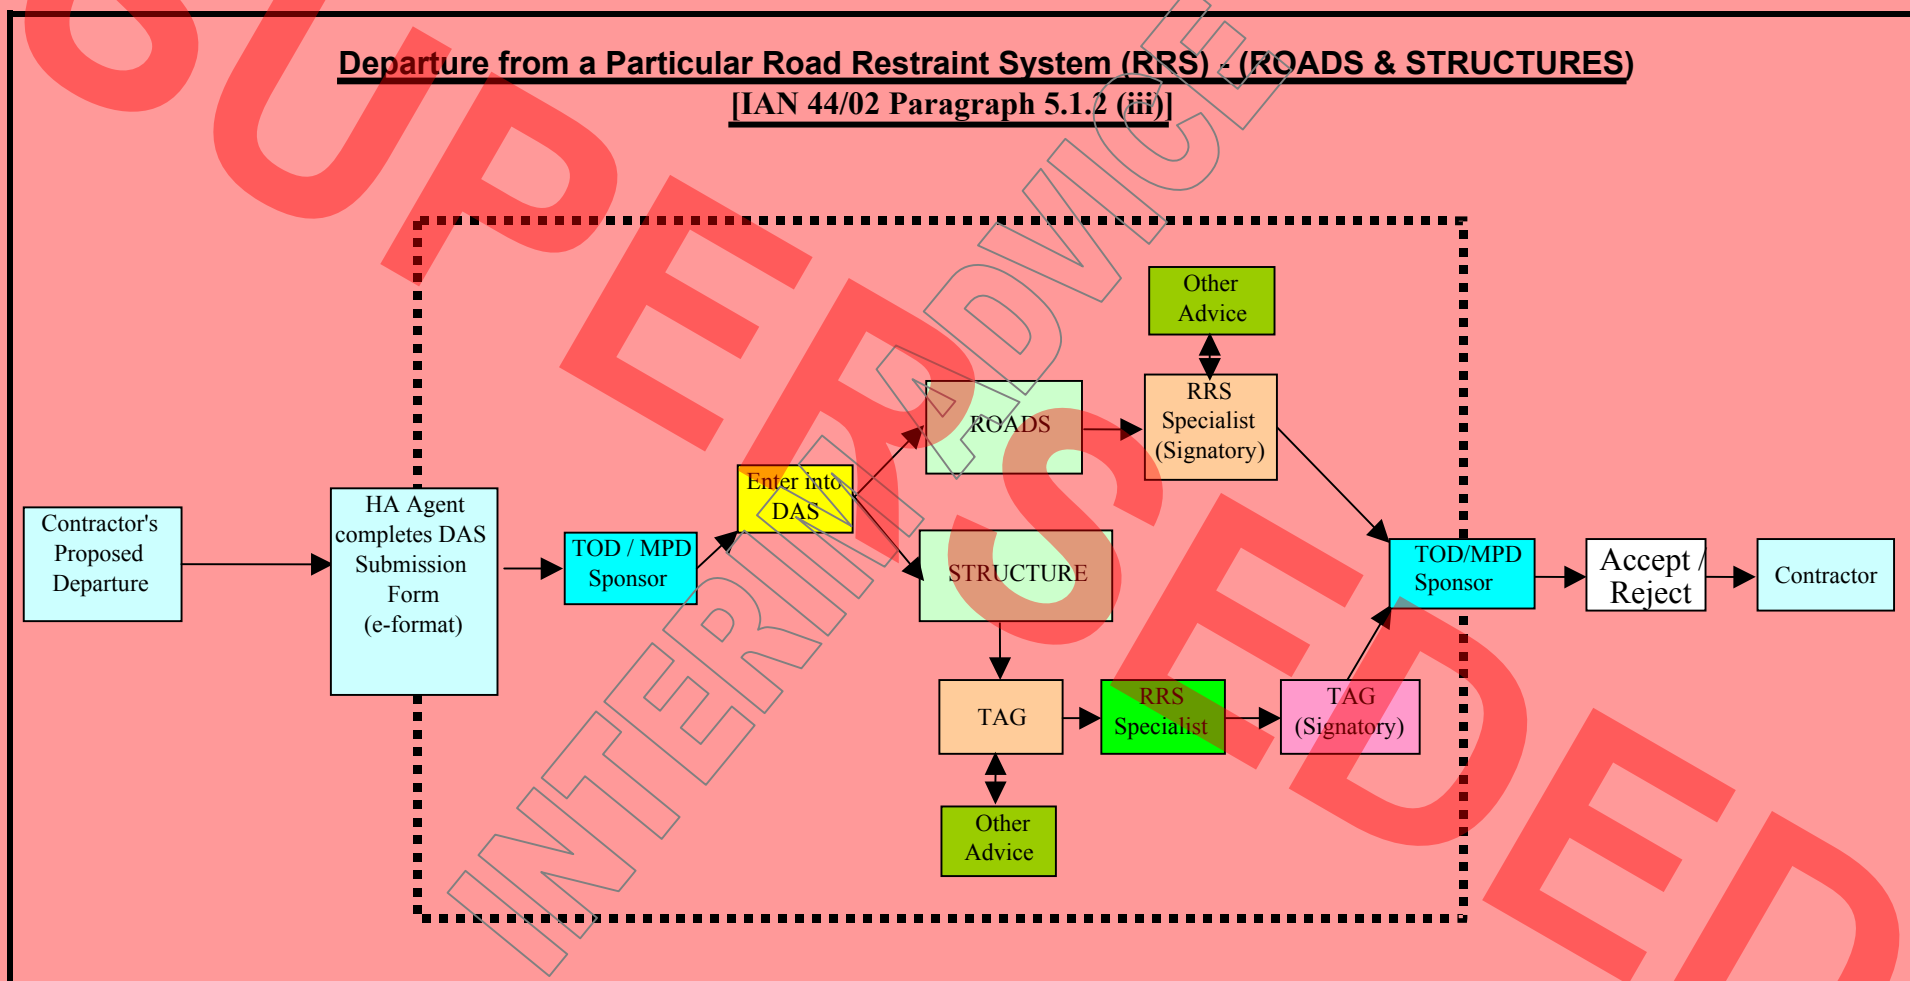 Departure from a Particular Road Restraint System (RRS) - (ROADS & STRUCTURES)
[IAN 44/02 Paragraph 5.1.2 (iii)]
Contractor's
Proposed
Departure
HA Agent
completes DAS
Submission
Form
(e-format)
TOD / MPD
Sponsor
Enter into
DAS
ROADS
Other
Advice
RRS
Specialist
(Signatory)
STRUCTURE
TAG
Other
Advice
RRS
Specialist
TAG
(Signatory)
TOD/MPD
Sponsor
Accept /
Reject
Contractor
SUPERSEDED
INTERIM ADVICE